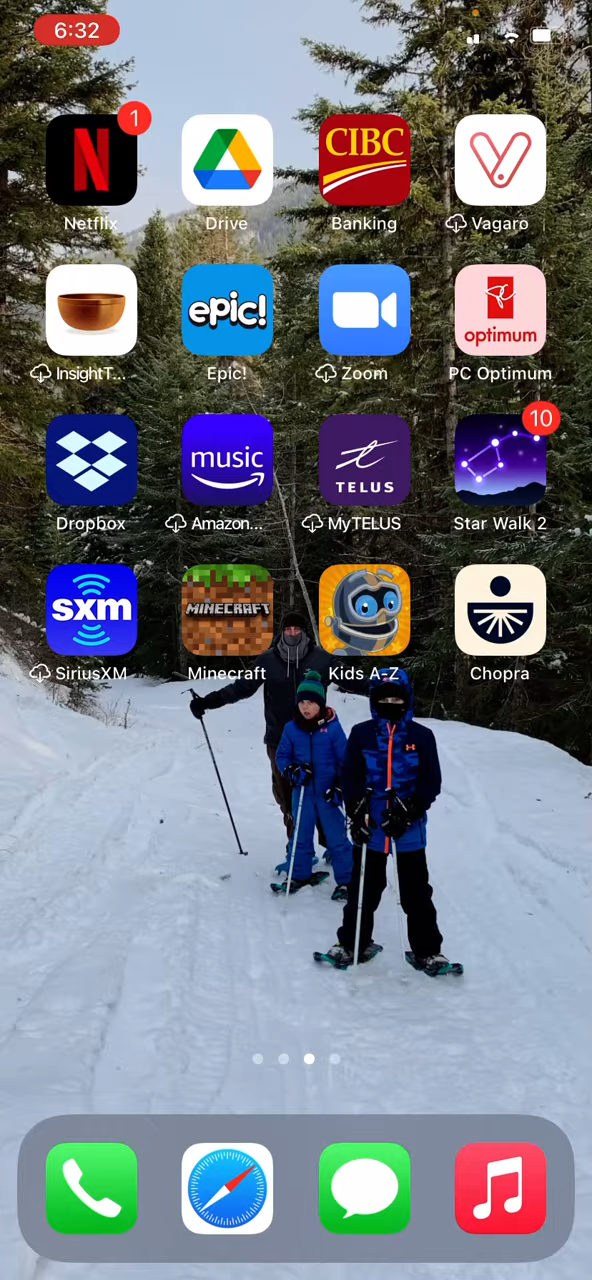 6:32
1
CIBC
Netflix
Drive
Banking
Vagaro
epic!
optimum
InsightT...
Epic!
Zoom
PC Optimum
10
music
TELUS
Dropbox
Amazon...
MyTELUS
Star Walk 2
sxm
MINECRAFT
SiriusXM
Minecraft
Kids A-Z
Chopra